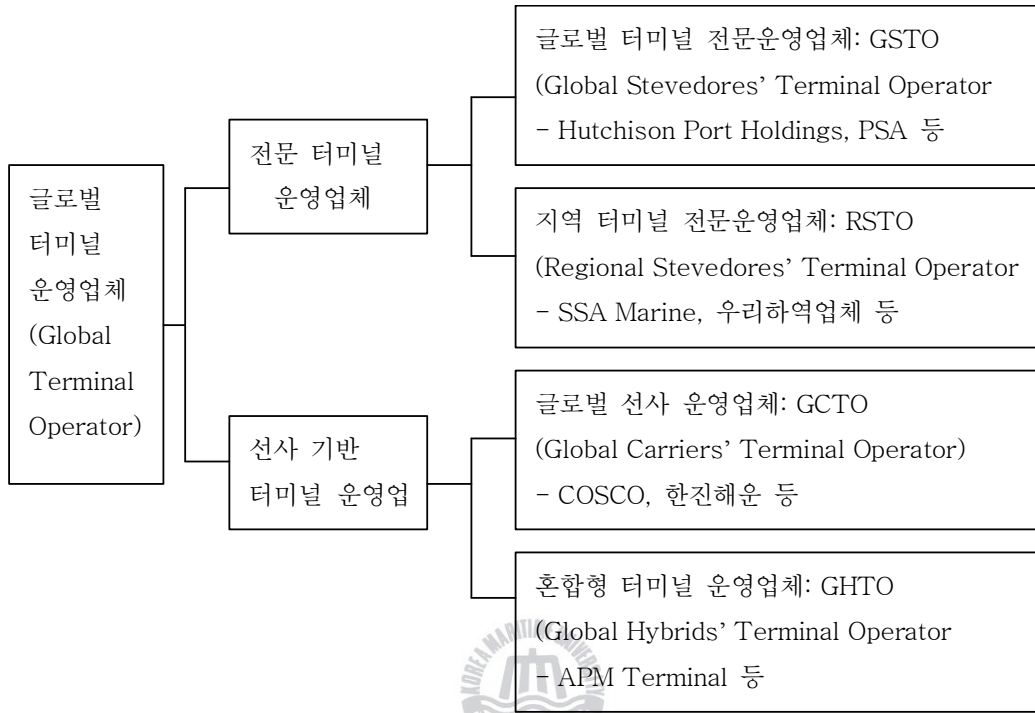 글로벌
터미널
운영업체
(Global
Terminal
Operator)
전문 터미널
운영업체
선사 기반
터미널 운영업
글로벌 터미널 전문운영업체: GSTO
(Global Stevedores’ Terminal Operator
- Hutchison Port Holdings, PSA 등
지역 터미널 전문운영업체: RSTO
(Regional Stevedores’ Terminal Operator
- SSA Marine, 우리하역업체 등
글로벌 선사 운영업체: GCTO
(Global Carriers’ Terminal Operator)
- COSCO, 한진해운 등
혼합형 터미널 운영업체: GHTO
(Global Hybrids’ Terminal Operator
- APM Terminal 등
KOREA MARITIME UNIVERSITY